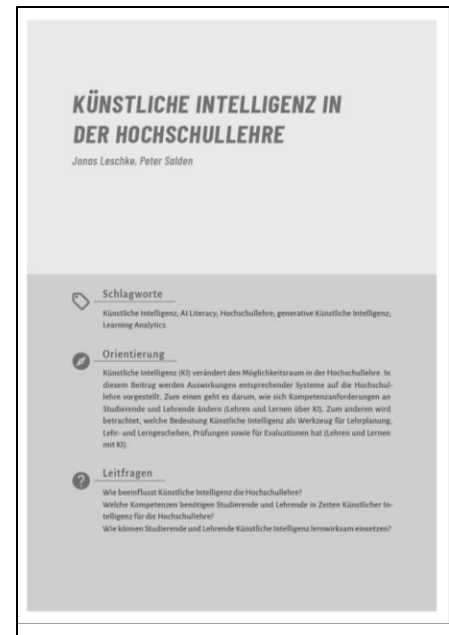 KÜNSTLICHE INTELLIGENZ IN
DER HOCHSCHULLEHRE
Jonas Leschke, Peter Salden
Schlagworte
Künstliche Intelligenz; AI Literacy; Hochschullehre; generative Künstliche Intelligenz;
Learning Analytics
Orientierung
Künstliche Intelligenz (KI) verändert den Möglichkeitsraum in der Hochschullehre. In
diesem Beitrag werden Auswirkungen entsprechender Systeme auf die Hochschul-
lehre vorgestellt. Zum einen geht es darum, wie sich Kompetenzanforderungen an
Studierende und Lehrende ändern (Lehren und Lernen über KI). Zum anderen wird
betrachtet, welche Bedeutung Künstliche Intelligenz als Werkzeug für Lehrplanung,
Lehr- und Lerngeschehen, Prüfungen sowie für Evaluationen hat (Lehren und Lernen
mit KI).
Leitfragen
Wie beeinflusst Künstliche Intelligenz die Hochschullehre?
Welche Kompetenzen benötigen Studierende und Lehrende in Zeiten Künstlicher In-
telligenz für die Hochschullehre?
Wie können Studierende und Lehrende Künstliche Intelligenz lernwirksam einsetzen?